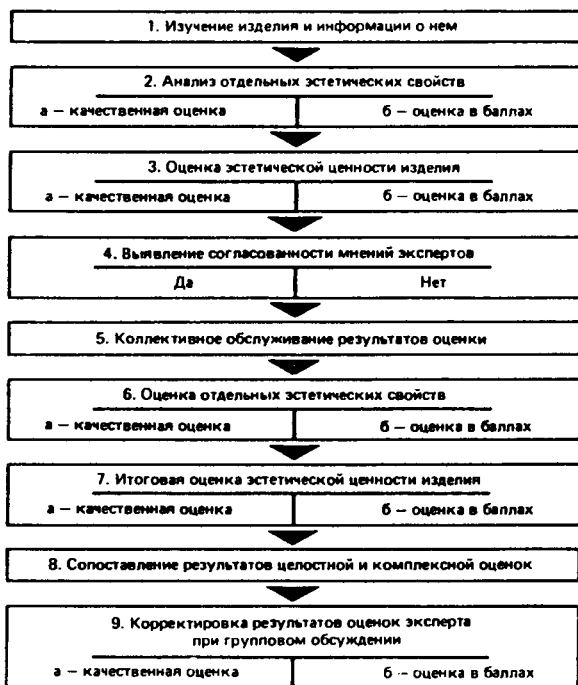 1. Изучение изделия и информации о нем
2. Анализ отдельных эстетических свойств
а — качественная оценка б — оценка в баллах
3. Оценка эстетической ценности изделия
а — качественная оценка б — оценка в баллах
4. Выявление согласованности мнений экспертов
Да Нет
5. Коллективное обслуживание результатов оценки
6. Оценка отдельных эстетических свойств
а — качественная оценка б — оценка в баллах
7. Итоговая оценка эстетической ценности изделия
а — качественная оценка б — оценка в баллах
8. Сопоставление результатов целостной и комплексной оценок
9. Корректировка результатов оценок эксперта
при групповом обсуждении
а — качественная оценка б — оценка в баллах